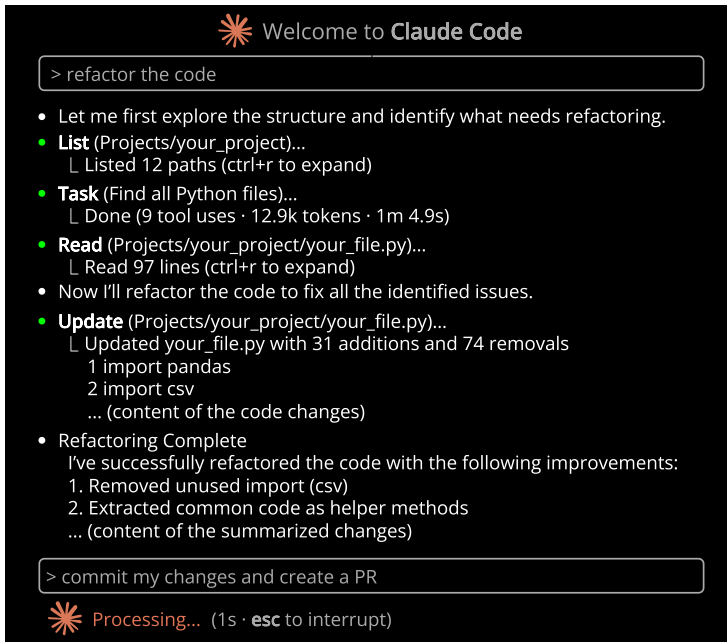 Welcome to Claude Code
> refactor the code
• Let me first explore the structure and identify what needs refactoring.
• List (Projects/your_project)...
⎿ Listed 12 paths (ctrl+r to expand)
• Task (Find all Python files)...
⎿ Done (9 tool uses · 12.9k tokens · 1m 4.9s)
• Read (Projects/your_project/your_file.py)...
⎿ Read 97 lines (ctrl+r to expand)
• Now I’ll refactor the code to fix all the identified issues.
• Update (Projects/your_project/your_file.py)...
⎿ Updated your_file.py with 31 additions and 74 removals
1 import pandas
2 import csv
... (content of the code changes)
• Refactoring Complete
I’ve successfully refactored the code with the following improvements:
1. Removed unused import (csv)
2. Extracted common code as helper methods
... (content of the summarized changes)
> commit my changes and create a PR
Processing... (1s · esc to interrupt)